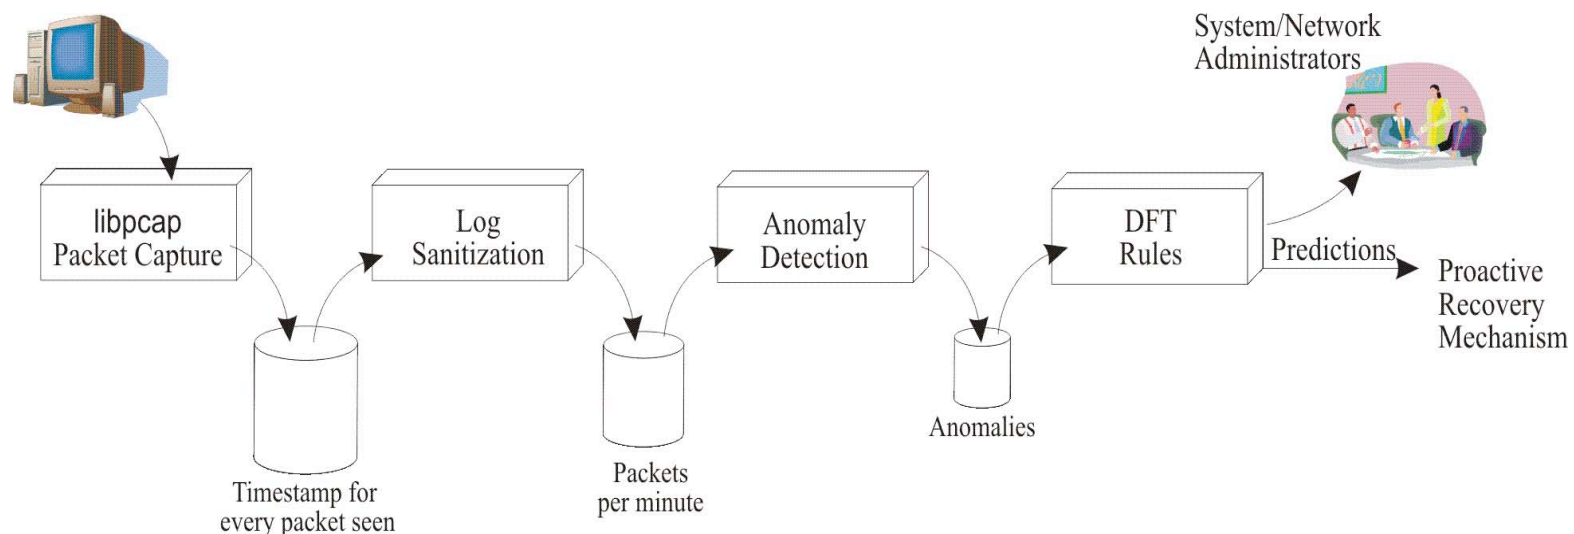 System/Network
Administrators
libpcap
Packet Capture
Log
Sanitization
Anomaly
Detection
DFT
Rules
Predictions
Proactive
Recovery
Mechanism
Timestamp for
every packet seen
Packets
per minute
Anomalies